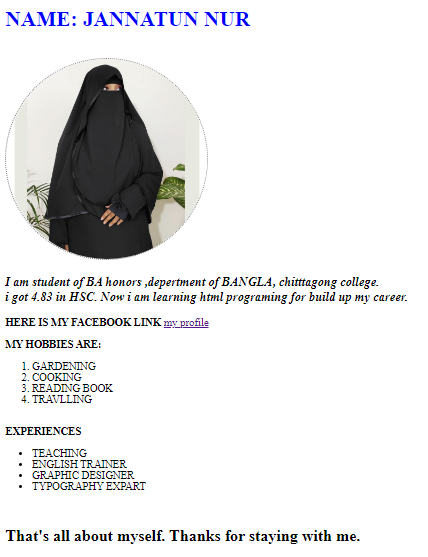 NAME: JANNATUN NUR
I am student of BA honors ,depertment of BANGLA, chitttagong college.
i got 4.83 in HSC. Now i am learning html programing for build up my career.
HERE IS MY FACEBOOK LINK my profile
MY HOBBIES ARE:
1. GARDENING
2. COOKING
3. READING BOOK
4. TRAVLLING
EXPERIENCES
• TEACHING
• ENGLISH TRAINER
• GRAPHIC DESIGNER
• TYPOGRAPHY EXPART
That's all about myself. Thanks for staying with me.